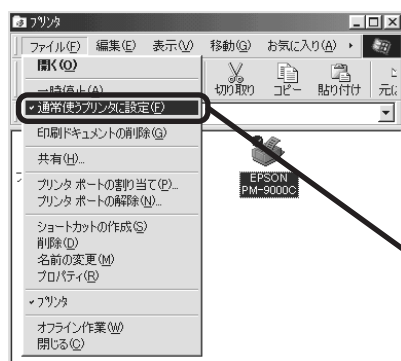 プリンタ
ファイル(F) 編集(E) 表示(V) 移動(G) お気に入り(A)
切り取り コピー 貼り付け 元に
開く(O)
一時停止(A)
通常使うプリンタに設定(F)
印刷ドキュメントの削除(G)
共有(H)...
プリンタ ポートの割り当て(P)...
プリンタ ポートの解除(N)...
ショートカットの作成(S)
削除(D)
名前の変更(M)
プロパティ(R)
プリンタ
オフライン作業(W)
閉じる(C)
EPSON
PM-9000C